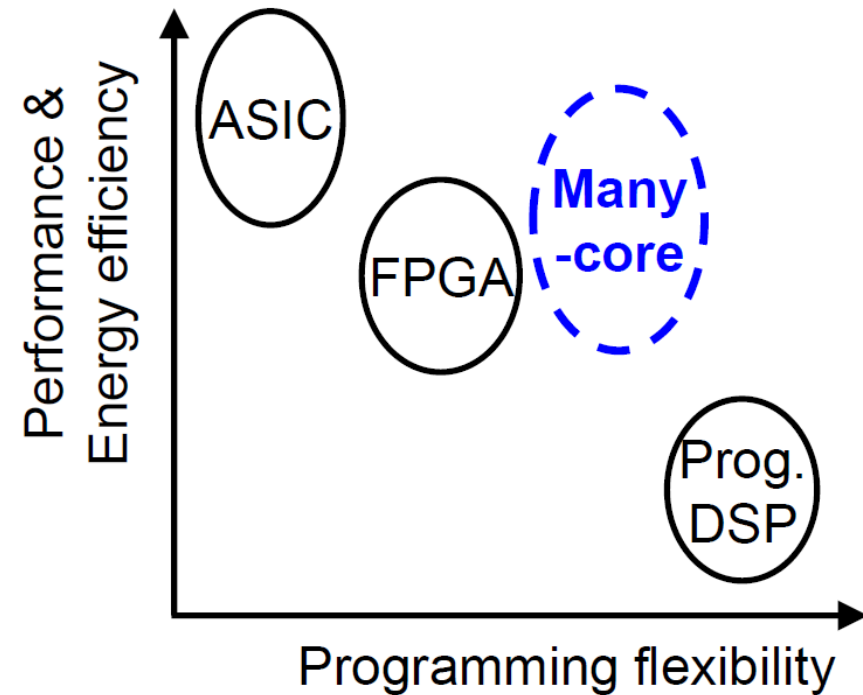 Performance &
Energy efficiency
ASIC
FPGA
Many
-core
Prog.
DSP
Programming flexibility